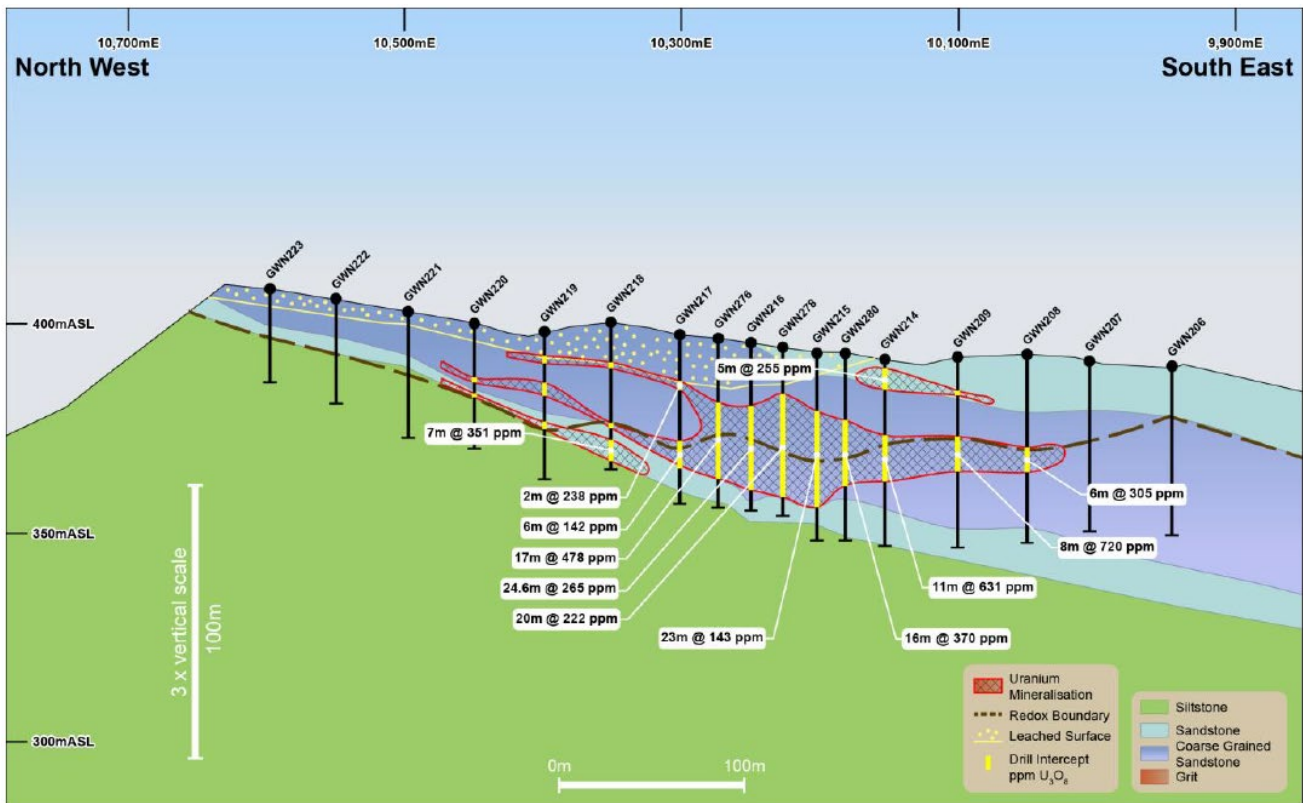 10,700mE
10,500mE
10,300mE
10,100mE
9,900mE
North West
South East
GWN223
GWN222
GWN221
GWN220
GWN219
GWN218
GWN217
GWN276
GWN216
GWN278
GWN215
GWN280
GWN214
GWN209
GWN208
GWN207
GWN206
400mASL
5m @ 255 ppm
7m @ 351 ppm
2m @ 238 ppm
6m @ 305 ppm
6m @ 142 ppm
350mASL
8m @ 720 ppm
17m @ 478 ppm
24.6m @ 265 ppm
11m @ 631 ppm
20m @ 222 ppm
23m @ 143 ppm
16m @ 370 ppm
3 x vertical scale
100m
300mASL
0m
100m
Uranium
Mineralisation
Redox Boundary
Leached Surface
Drill Intercept
ppm U₃O₈
Siltstone
Sandstone
Coarse Grained
Sandstone
Grit